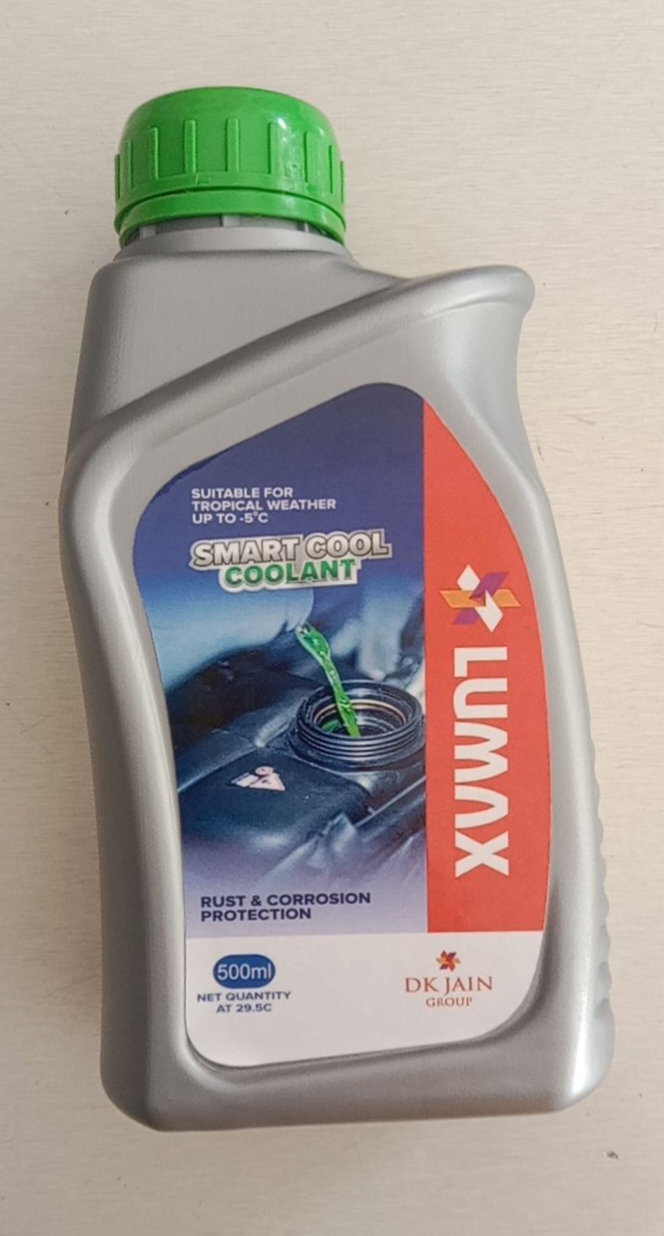 SUITABLE FOR
TROPICAL WEATHER
UP TO -5°C
SMART COOL
COOLANT
LUMAX
RUST & CORROSION
PROTECTION
500ml
NET QUANTITY
AT 29.5C
DK JAIN
GROUP